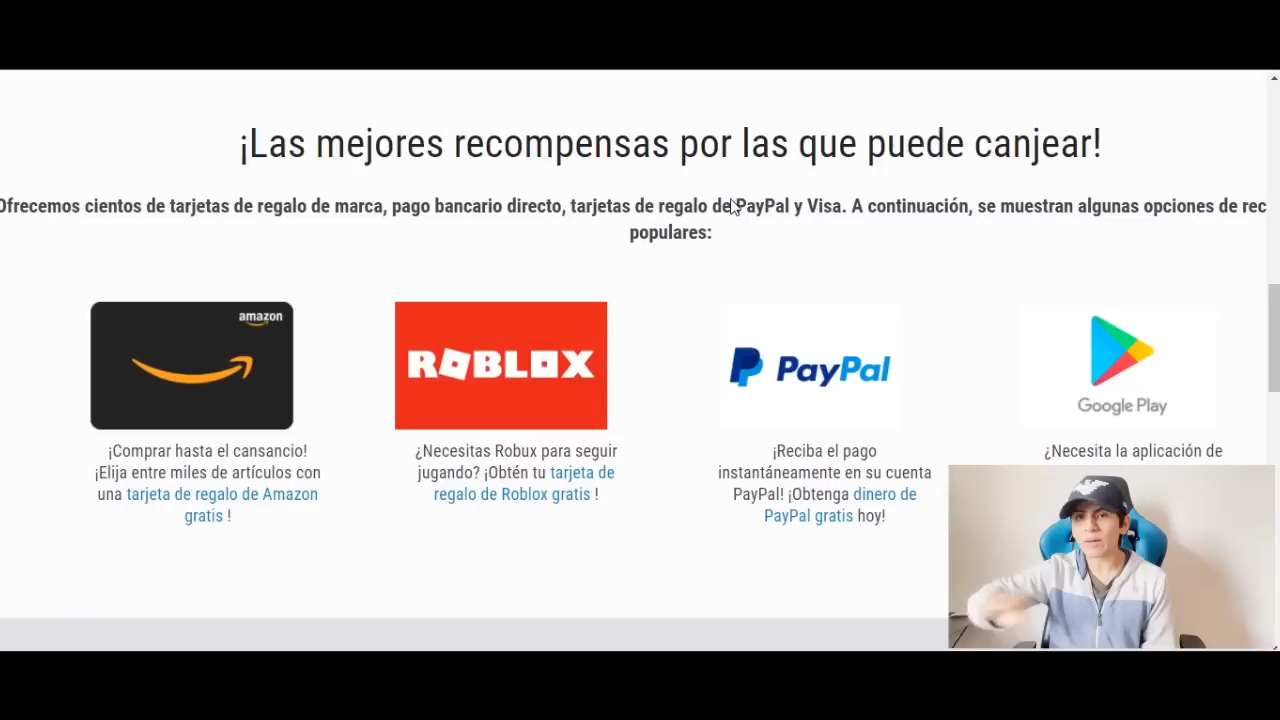 ¡Las mejores recompensas por las que puede canjear!
Ofrecemos cientos de tarjetas de regalo de marca, pago bancario directo, tarjetas de regalo de PayPal y Visa. A continuación, se muestran algunas opciones de rec
populares:
amazon
ROBLOX
PayPal
Google Play
¡Comprar hasta el cansancio!
¡Elija entre miles de artículos con
una tarjeta de regalo de Amazon
gratis !
¿Necesitas Robux para seguir
jugando? ¡Obtén tu tarjeta de
regalo de Roblox gratis !
¡Reciba el pago
instantáneamente en su cuenta
PayPal! ¡Obtenga dinero de
PayPal gratis hoy!
¿Necesita la aplicación de